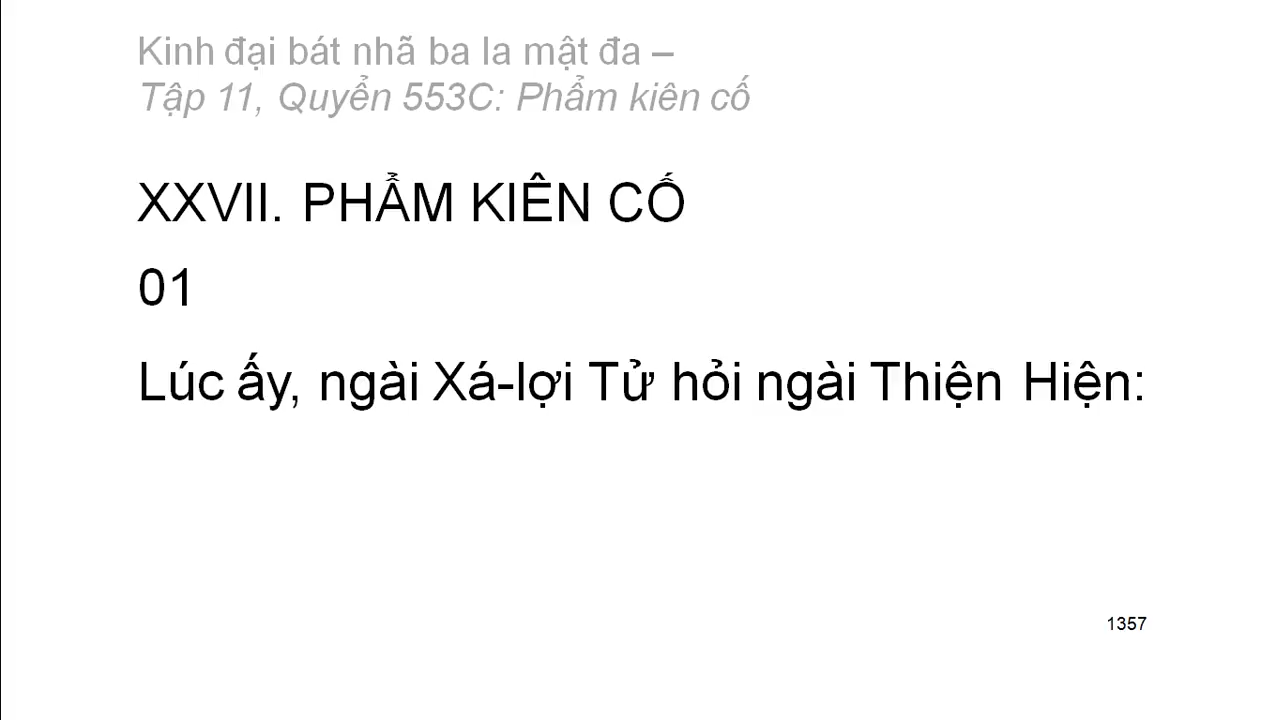 Kinh đại bát nhã ba la mật đa –
Tập 11, Quyển 553C: Phẩm kiên cố
XXVII. PHẨM KIÊN CỐ
01
Lúc ấy, ngài Xá-lợi Tử hỏi ngài Thiện Hiện:
1357